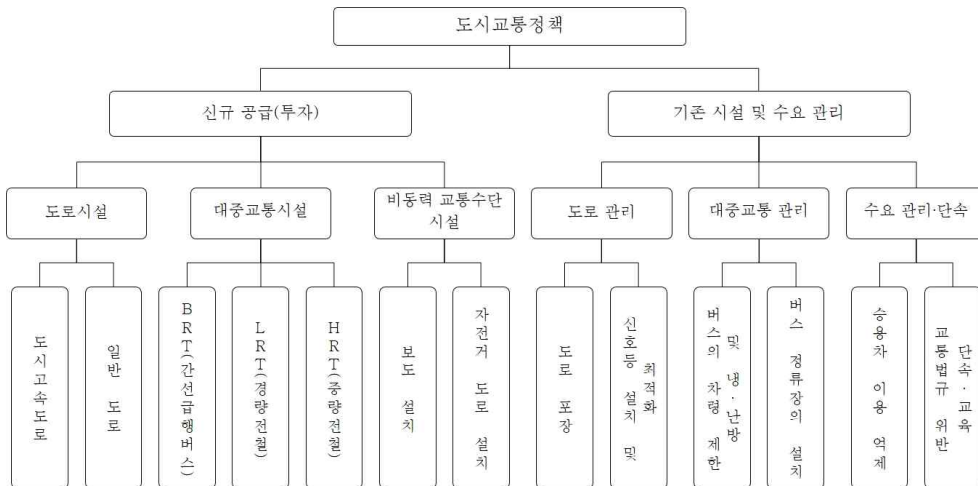 도시교통정책
신규 공급(투자)
기존 시설 및 수요 관리
도로시설
대중교통시설
비동력 교통수단
시설
도로 관리
대중교통 관리
수요 관리·단속
도시고속도로
일반 도로
BRT(간선급행버스)
LRT(경량전철)
HRT(중량전철)
보도 설치
자전거 도로 설치
도로 포장
신호등 설치 및
최적화
버스의 차령 제한
및 냉·난방
버스 정류장의 설치
승용차 이용 억제
교통법규 위반
단속·교육